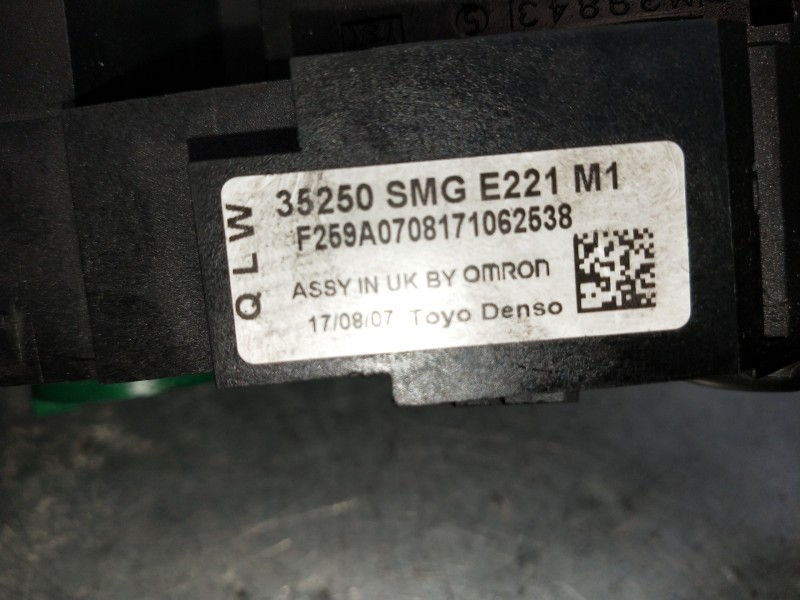 35250 SMG E221 M1
F259A0708171062538
ASSY IN UK BY OMRON
17/08/07 Toyo Denso
QLW